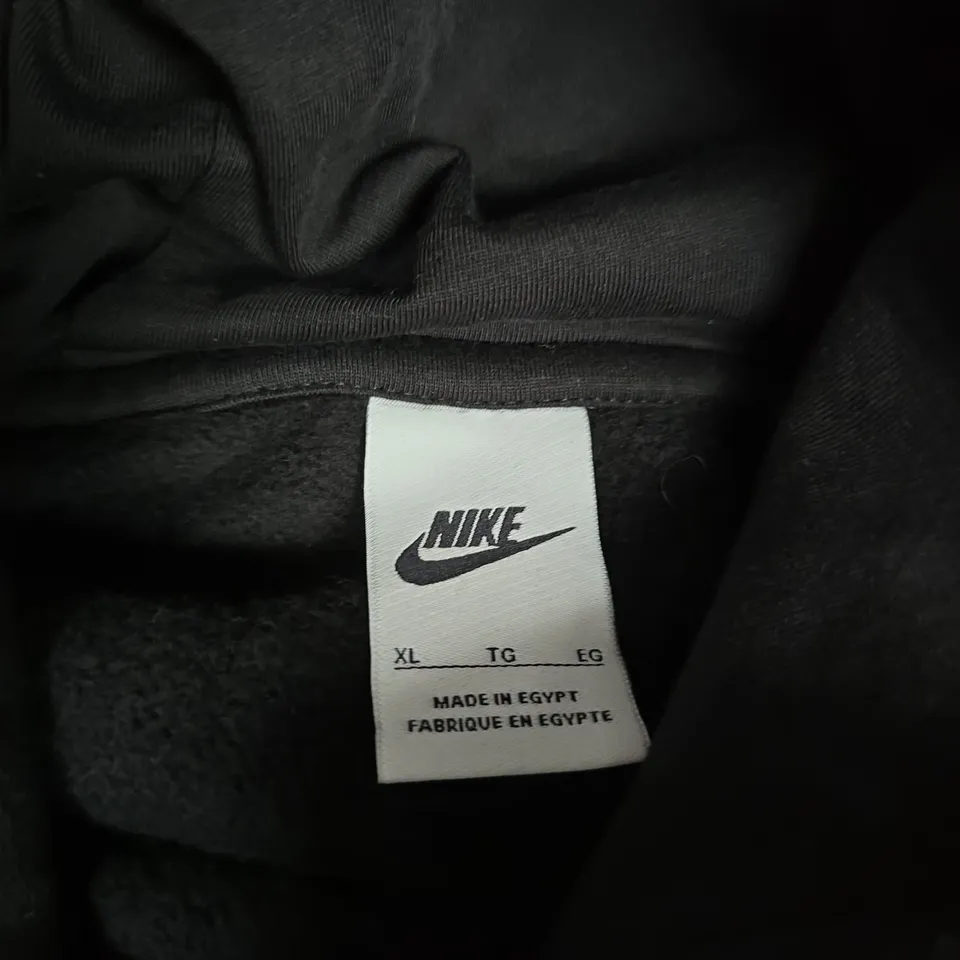 NIKE
XL TG EG
MADE IN EGYPT
FABRIQUE EN EGYPTE